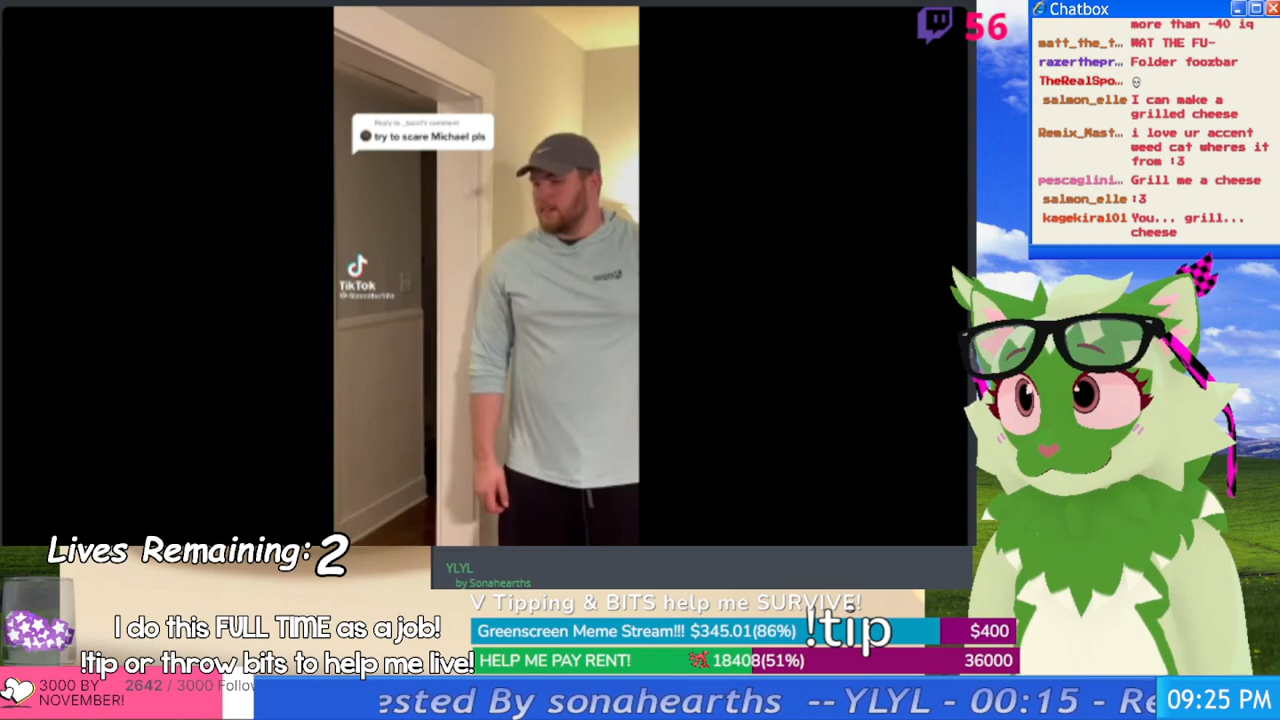 try to scare Michael pls
TikTok
56
Chatbox
more than -40 iq
matt_the_t… WAT THE FU-
razerthepr… Folder foozbar
TheRealSpo… 💀
salmon_elle I can make a
grilled cheese
Remix_Mast… i love ur accent
weed cat wheres it
from :3
pescaglini… Grill me a cheese
salmon_elle :3
kagekira101 You... grill...
cheese
Lives Remaining: 2
YLYL
by Sonahearths
I do this FULL TIME as a job!
!tip or throw bits to help me live!
V Tipping & BITS help me SURVIVE!
!tip
Greenscreen Meme Stream!!! $345.01(86%) $400
HELP ME PAY RENT! 18408(51%) 36000
3000 BY
NOVEMBER!
2642 / 3000 Follow
ested By sonahearths -- YLYL - 00:15 - Re
09:25 PM